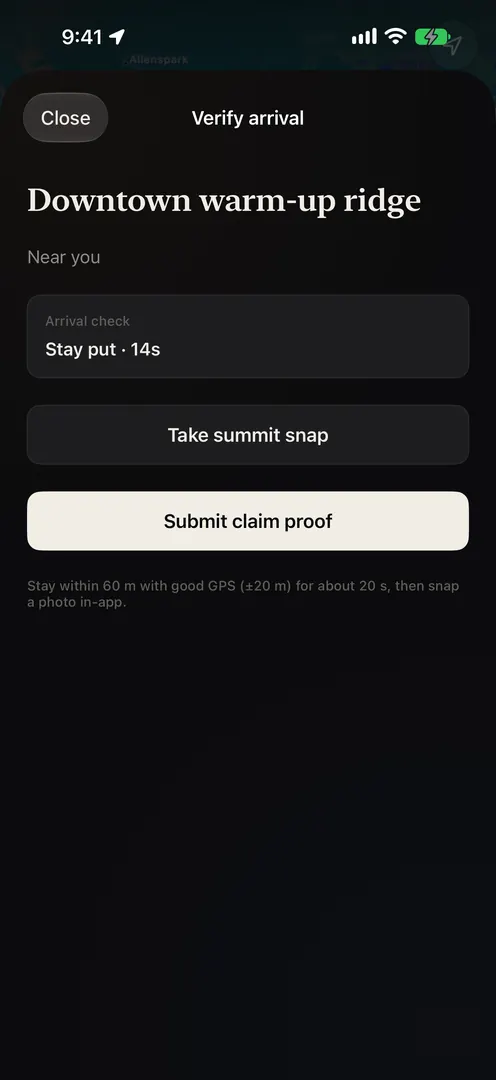 9:41
Allenspark
Close
Verify arrival
Downtown warm-up ridge
Near you
Arrival check
Stay put · 14s
Take summit snap
Submit claim proof
Stay within 60 m with good GPS (±20 m) for about 20 s, then snap
a photo in-app.